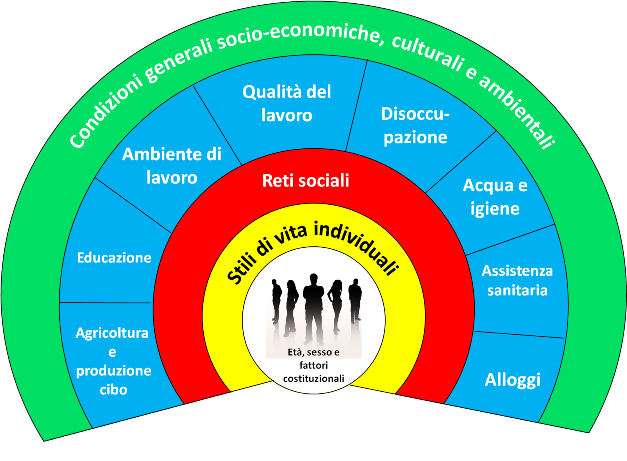 Condizioni generali socio-economiche, culturali e ambientali
Qualità del
lavoro
Disoccu-
pazione
Ambiente di
lavoro
Acqua e
igiene
Educazione
Assistenza
sanitaria
Agricoltura
e
produzione
cibo
Alloggi
Reti sociali
Stili di vita individuali
Età, sesso e
fattori
costituzionali